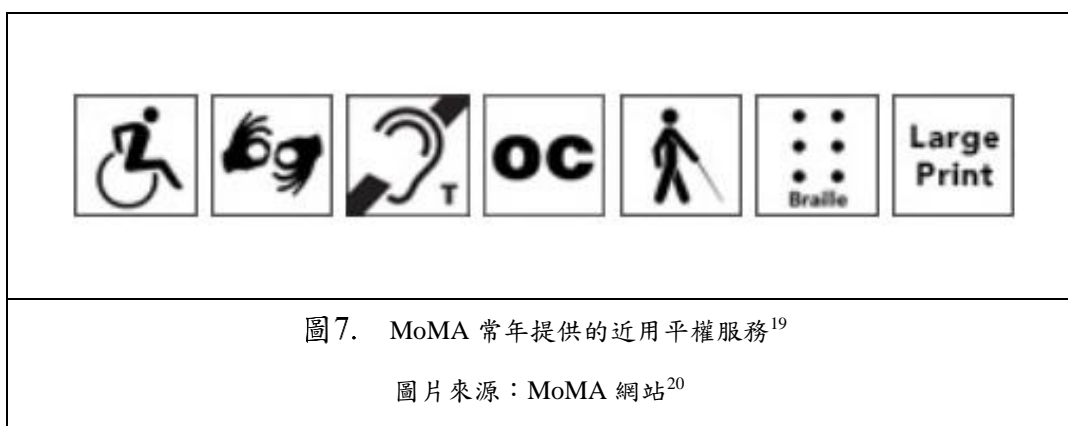 T
OC
Braille
Large
Print
圖7. MoMA 常年提供的近用平權服務19
圖片來源：MoMA 網站20